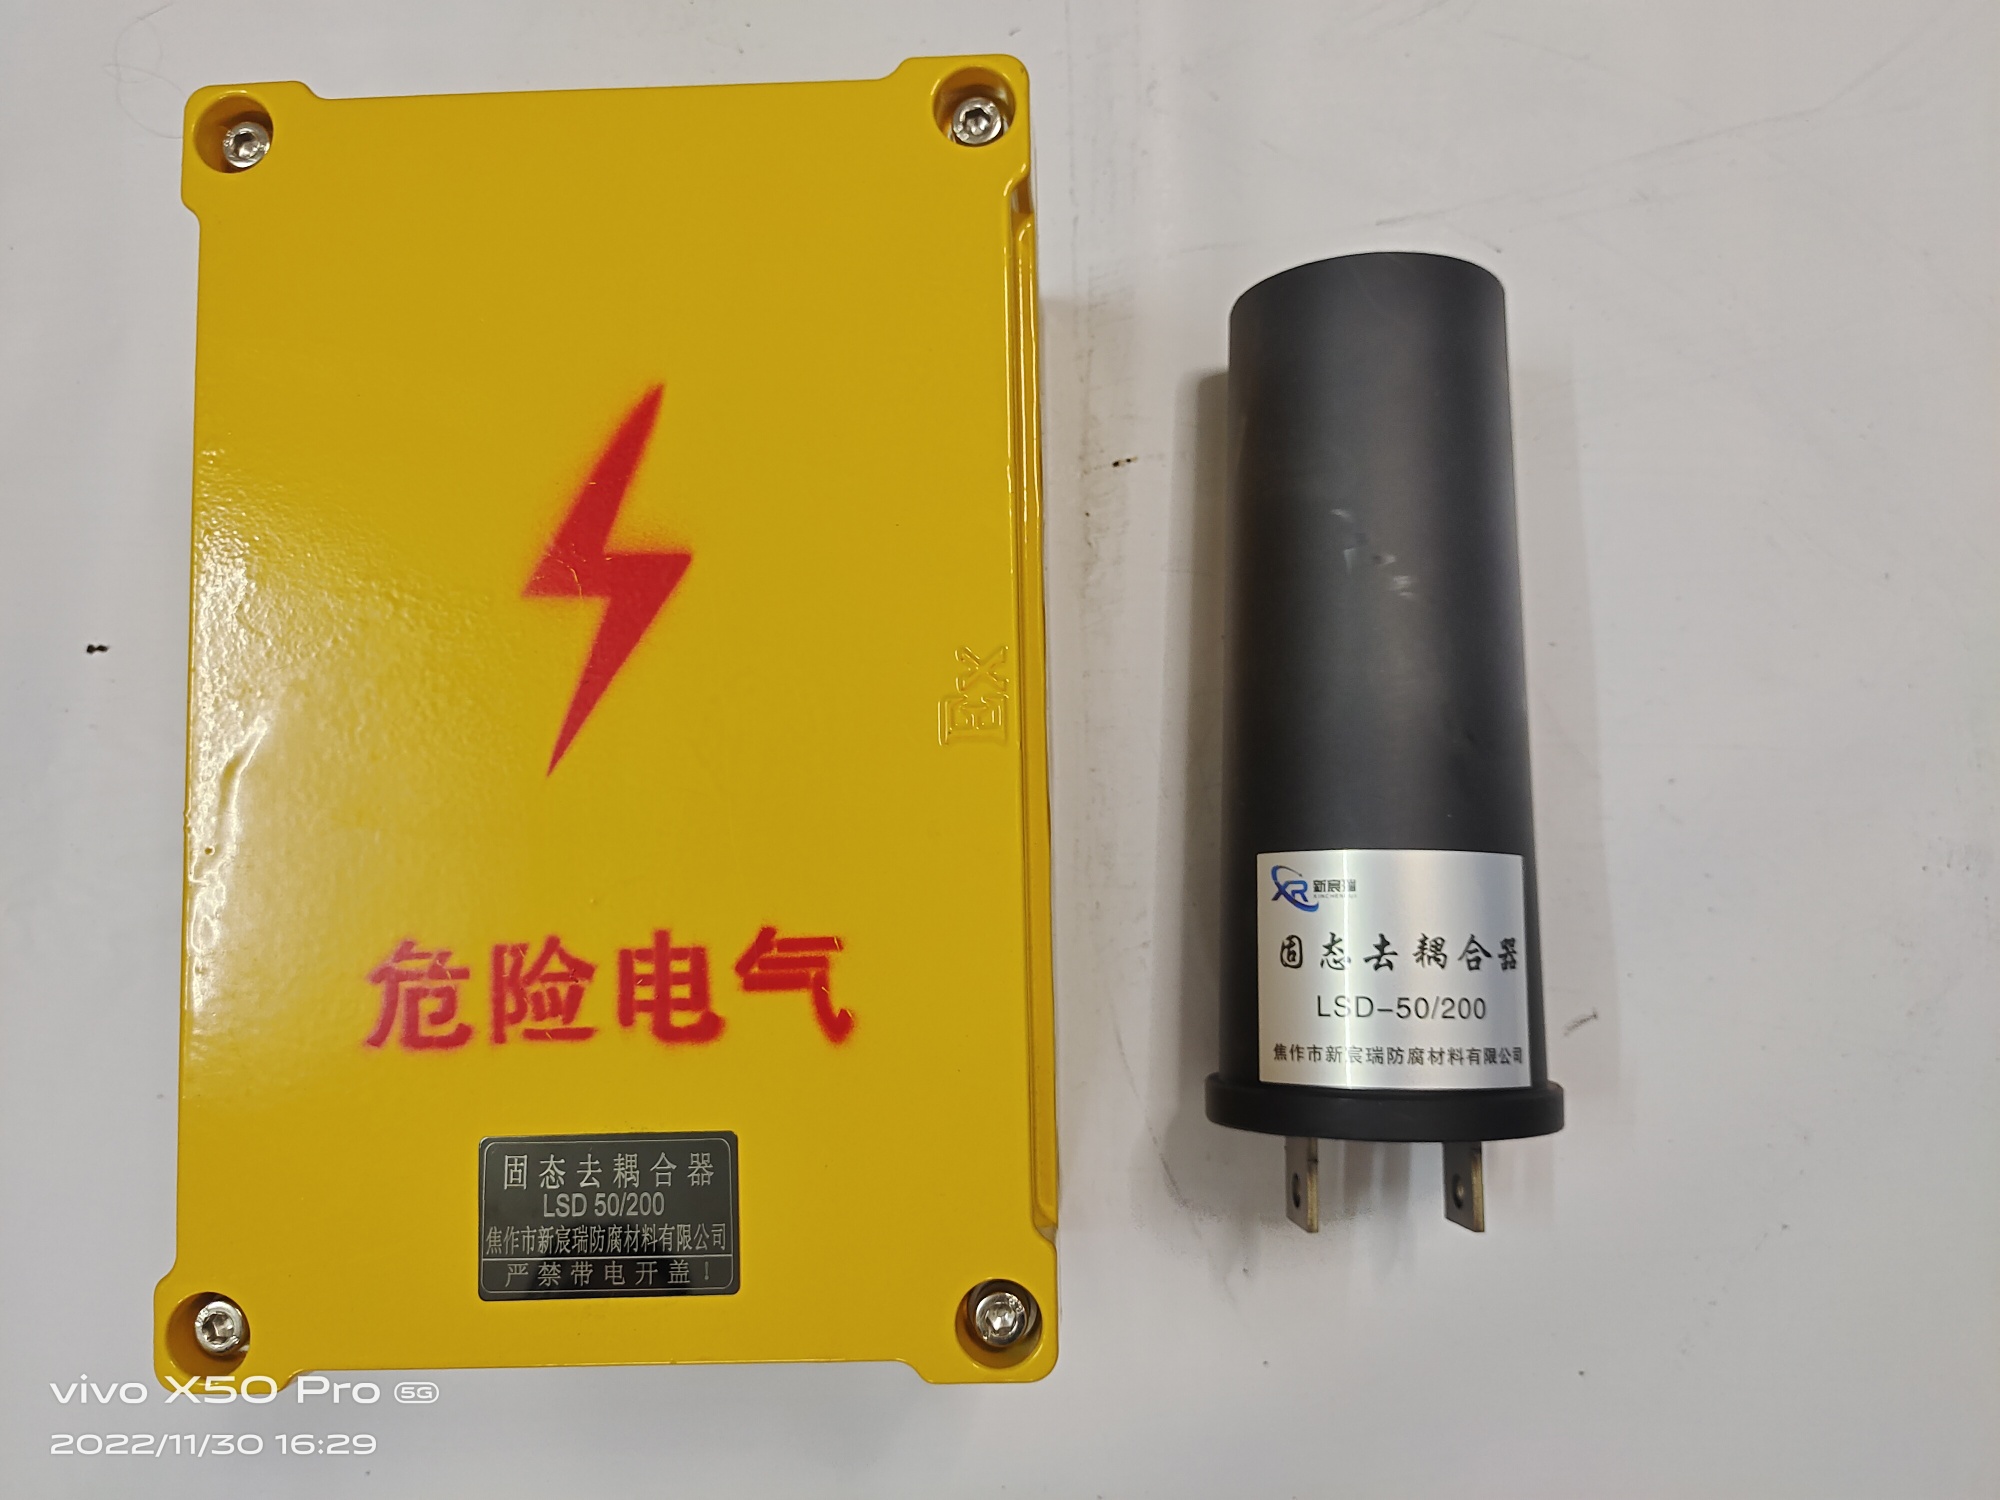 EX
危险电气
固态去耦合器
LSD 50/200
焦作市新宸瑞防腐材料有限公司
严禁带电开盖！
XR 新宸瑞
固态去耦合器
LSD-50/200
焦作市新宸瑞防腐材料有限公司
vivo X50 Pro 5G
2022/11/30 16:29